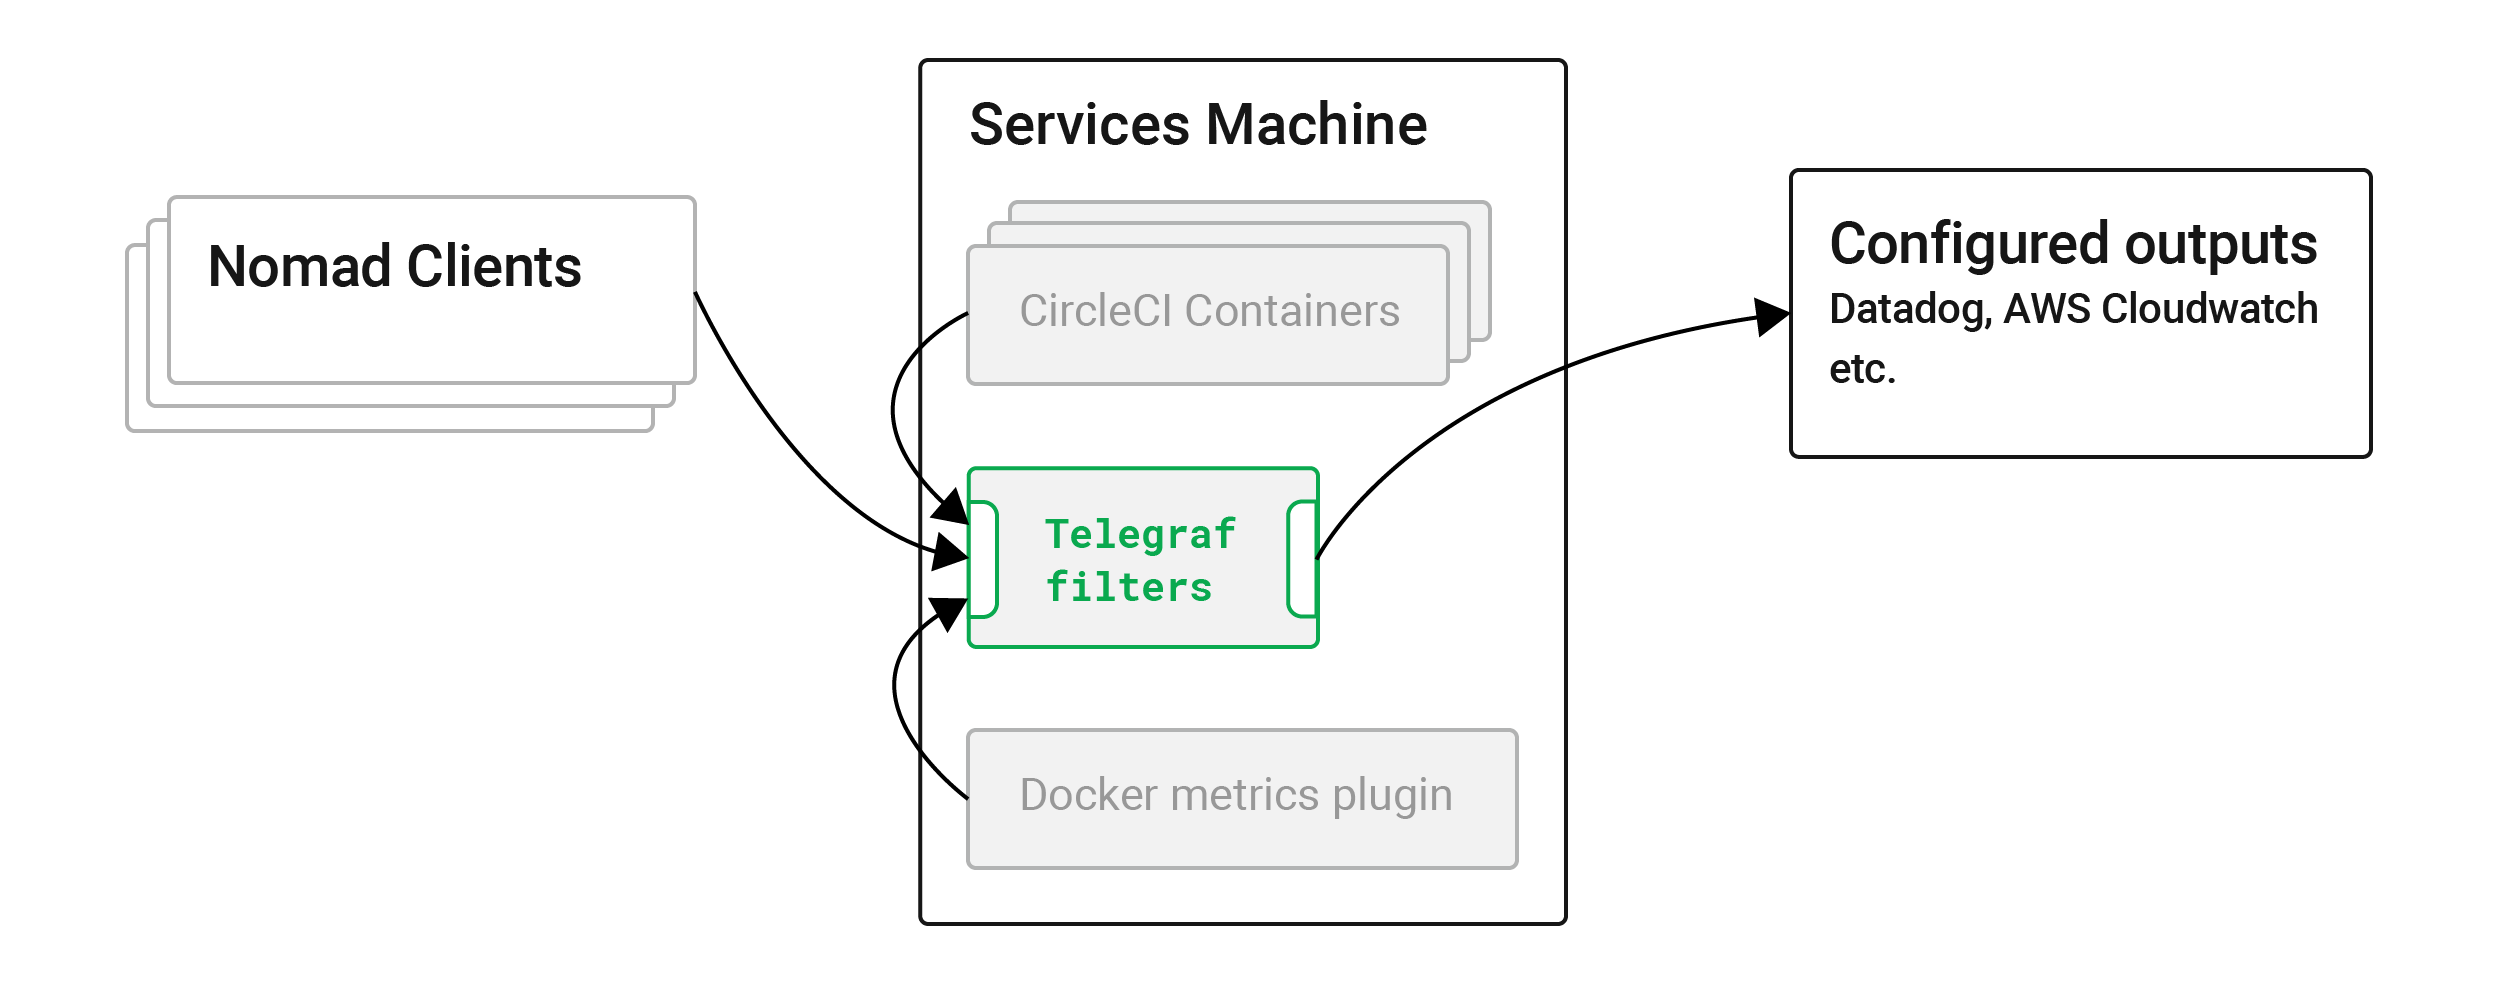 Nomad Clients
Services Machine
CircleCI Containers
Telegraf
filters
Docker metrics plugin
Configured outputs
Datadog, AWS Cloudwatch
etc.